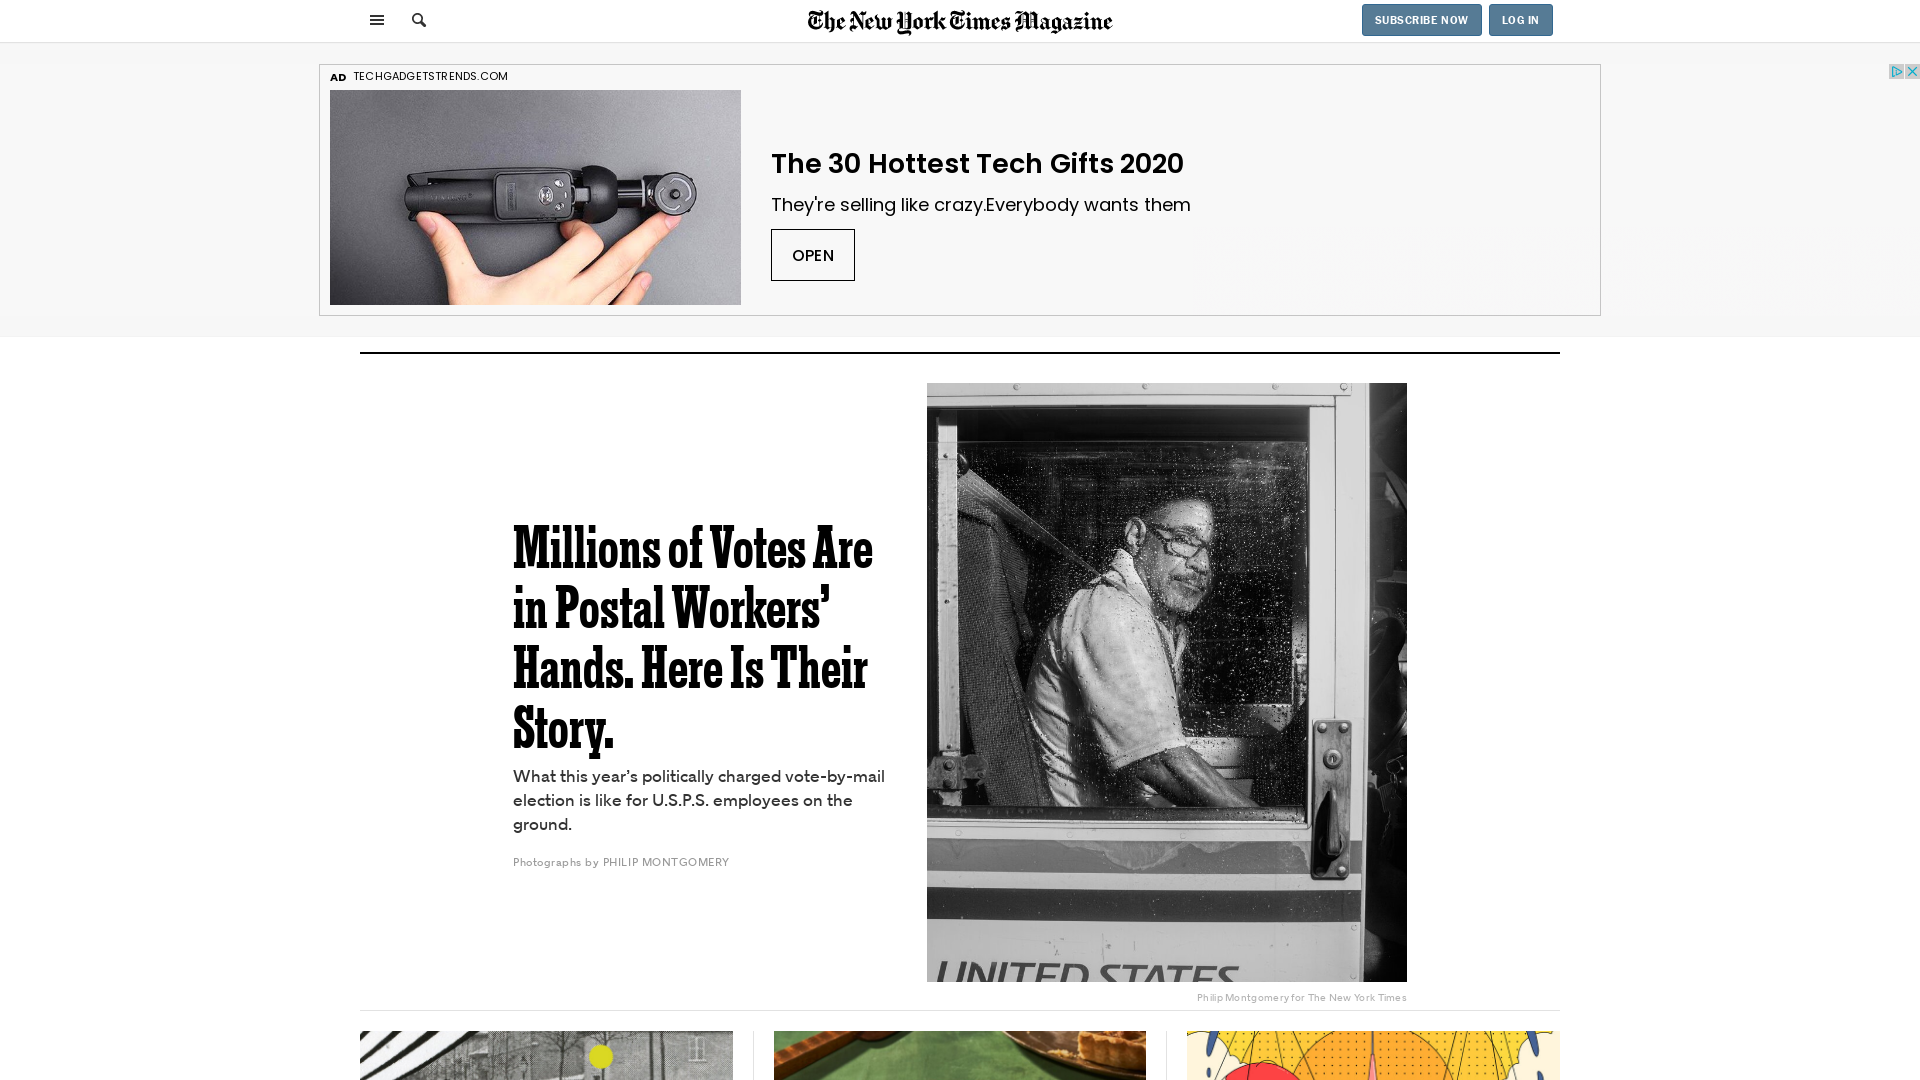 The New York Times Magazine
SUBSCRIBE NOW
LOG IN
AD TECHGADGETSTRENDS.COM
The 30 Hottest Tech Gifts 2020
They're selling like crazy.Everybody wants them
OPEN
Millions of Votes Are
in Postal Workers’
Hands. Here Is Their
Story.
What this year’s politically charged vote-by-mail
election is like for U.S.P.S. employees on the
ground.
Photographs by PHILIP MONTGOMERY
UNITED STATES
Philip Montgomery for The New York Times